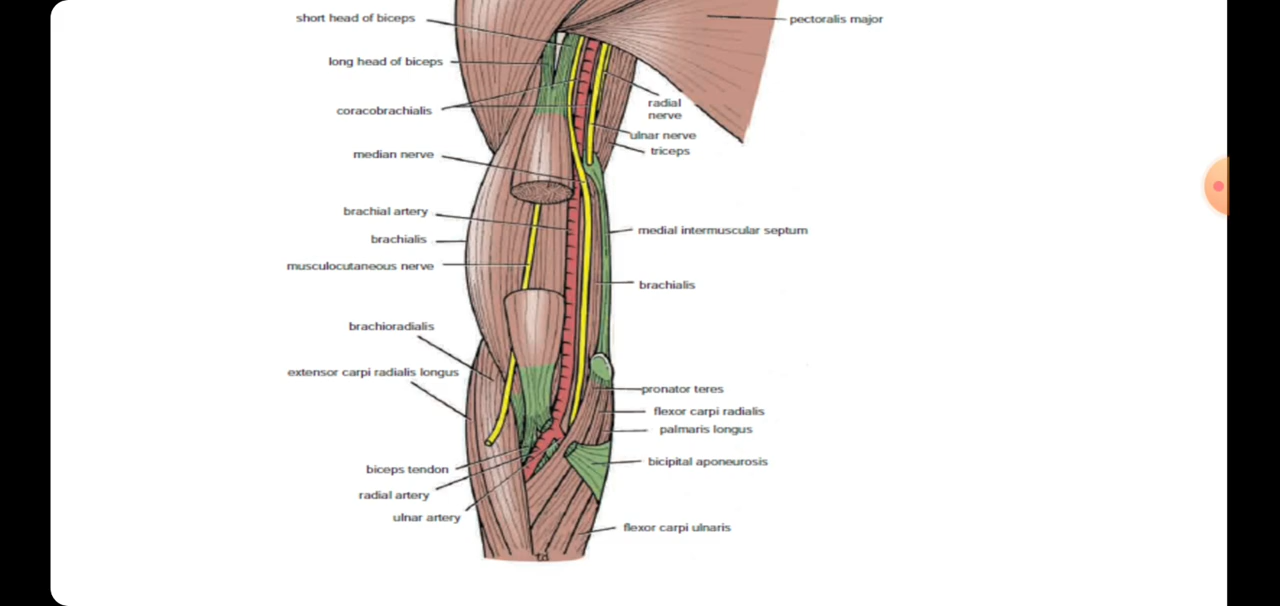 short head of biceps
pectoralis major
long head of biceps
coracobrachialis
radial
nerve
ulnar nerve
triceps
median nerve
brachial artery
brachialis
musculocutaneous nerve
medial intermuscular septum
brachialis
brachioradialis
extensor carpi radialis longus
pronator teres
flexor carpi radialis
palmaris longus
bicipital aponeurosis
biceps tendon
radial artery
ulnar artery
flexor carpi ulnaris